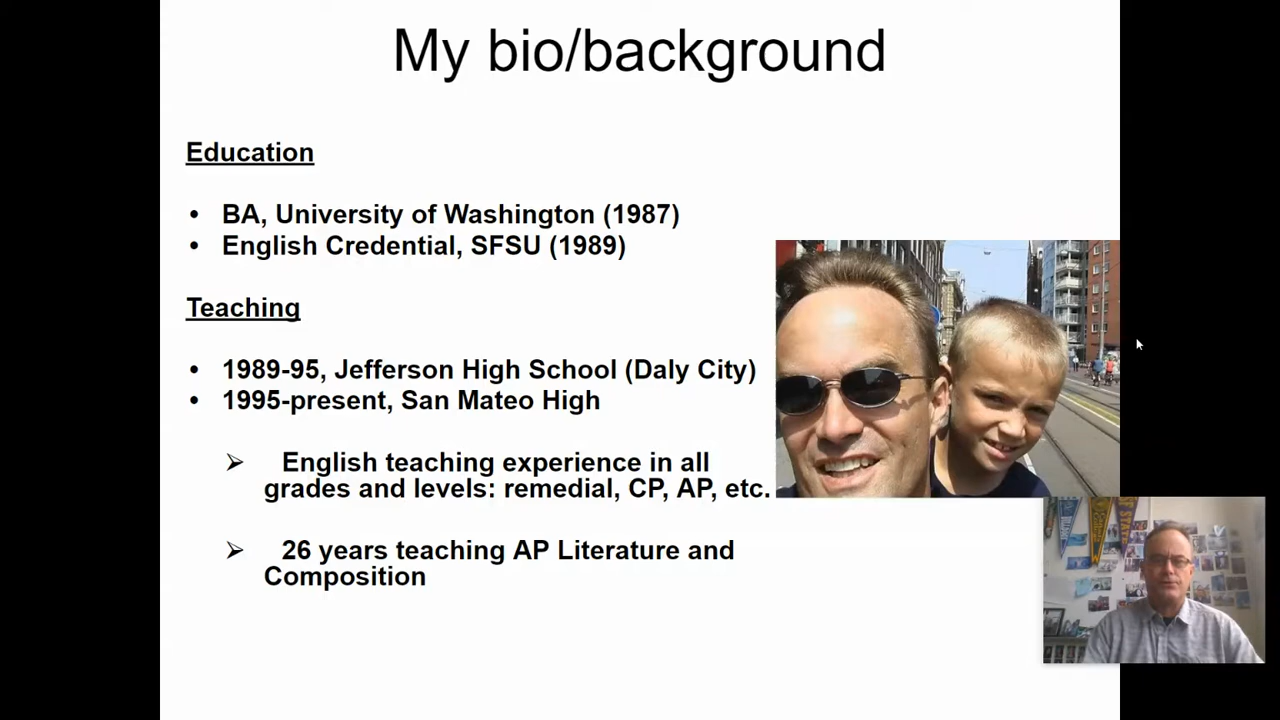 My bio/background
Education
• BA, University of Washington (1987)
• English Credential, SFSU (1989)
Teaching
• 1989-95, Jefferson High School (Daly City)
• 1995-present, San Mateo High
➢ English teaching experience in all
grades and levels: remedial, CP, AP, etc.
➢ 26 years teaching AP Literature and
Composition